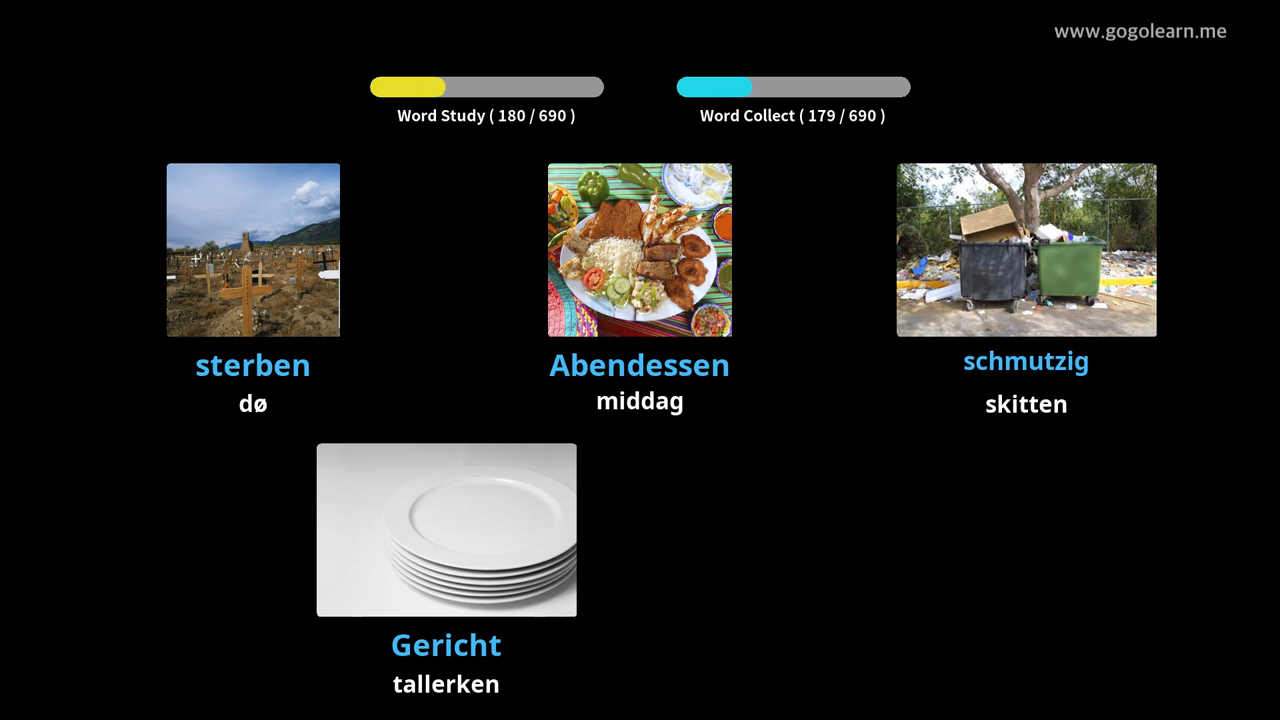 www.gogolearn.me
Word Study ( 180 / 690 )
Word Collect ( 179 / 690 )
sterben
dø
Abendessen
middag
schmutzig
skitten
Gericht
tallerken